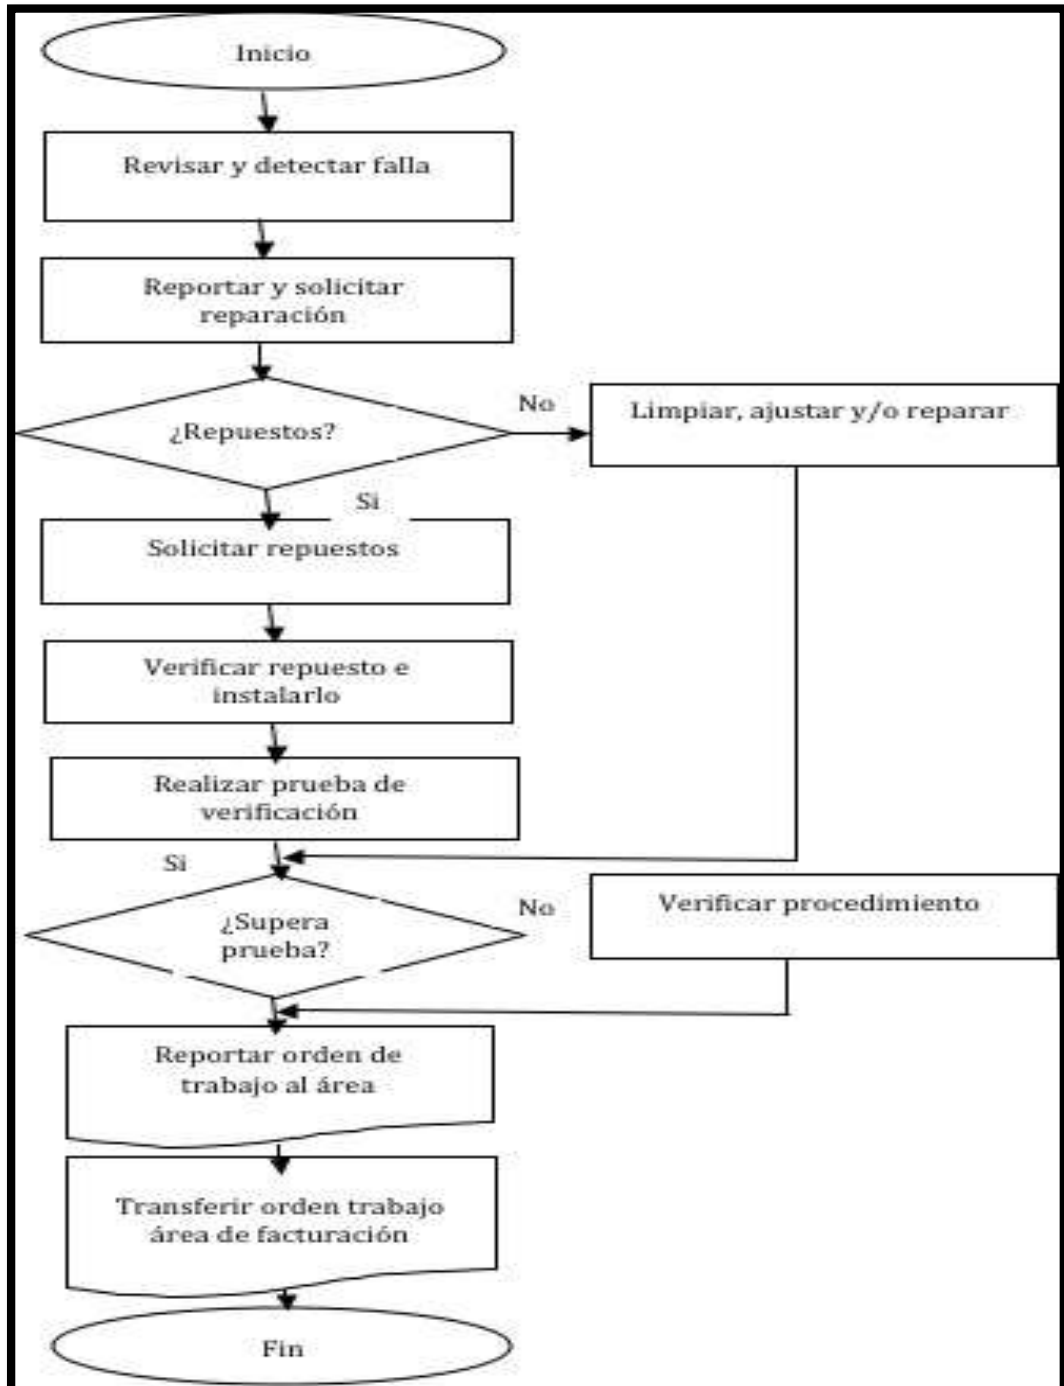 Inicio
Revisar y detectar falla
Reportar y solicitar
reparación
¿Repuestos?
No
Limpiar, ajustar y/o reparar
Si
Solicitar repuestos
Verificar repuesto e
instalarlo
Realizar prueba de
verificación
Si
¿Supera
prueba?
No
Verificar procedimiento
Reportar orden de
trabajo al área
Transferir orden trabajo
área de facturación
Fin